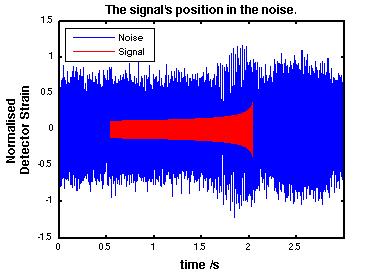 The signal's position in the noise.
Noise
Signal
Normalised
Detector Strain
1.5
1
0.5
0
-0.5
-1
-1.5
0 0.5 1 1.5 2 2.5
time /s